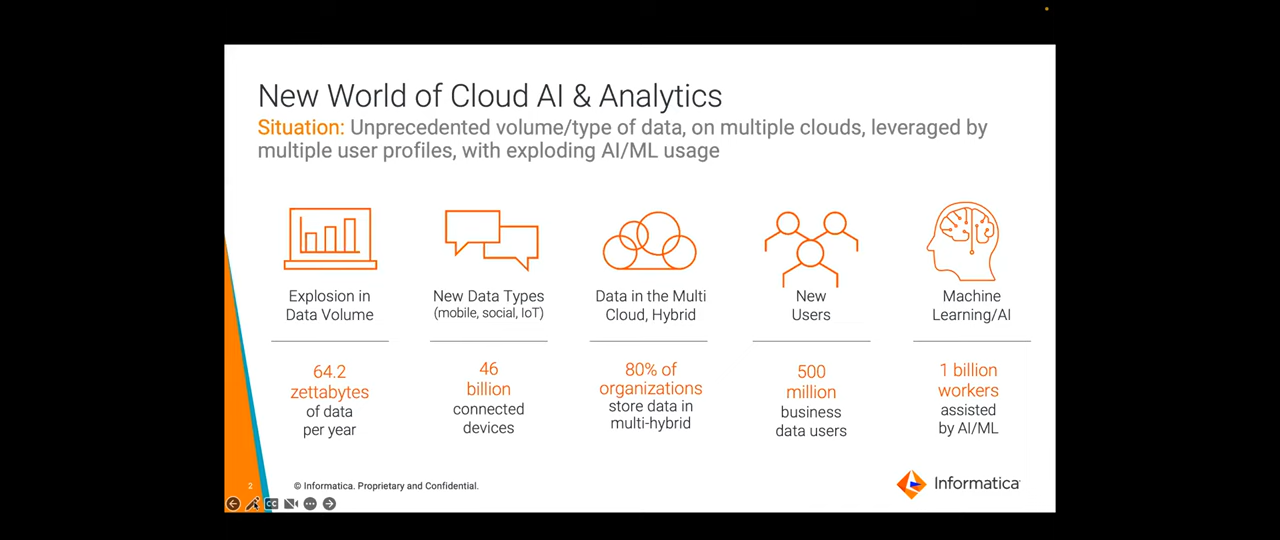 New World of Cloud AI & Analytics
Situation: Unprecedented volume/type of data, on multiple clouds, leveraged by
multiple user profiles, with exploding AI/ML usage
Explosion in
Data Volume
64.2
zettabytes
of data
per year
New Data Types
(mobile, social, IoT)
46
billion
connected
devices
Data in the Multi
Cloud, Hybrid
80% of
organizations
store data in
multi-hybrid
New
Users
500
million
business
data users
Machine
Learning/AI
1 billion
workers
assisted
by AI/ML
2
© Informatica. Proprietary and Confidential.
Informatica
CC